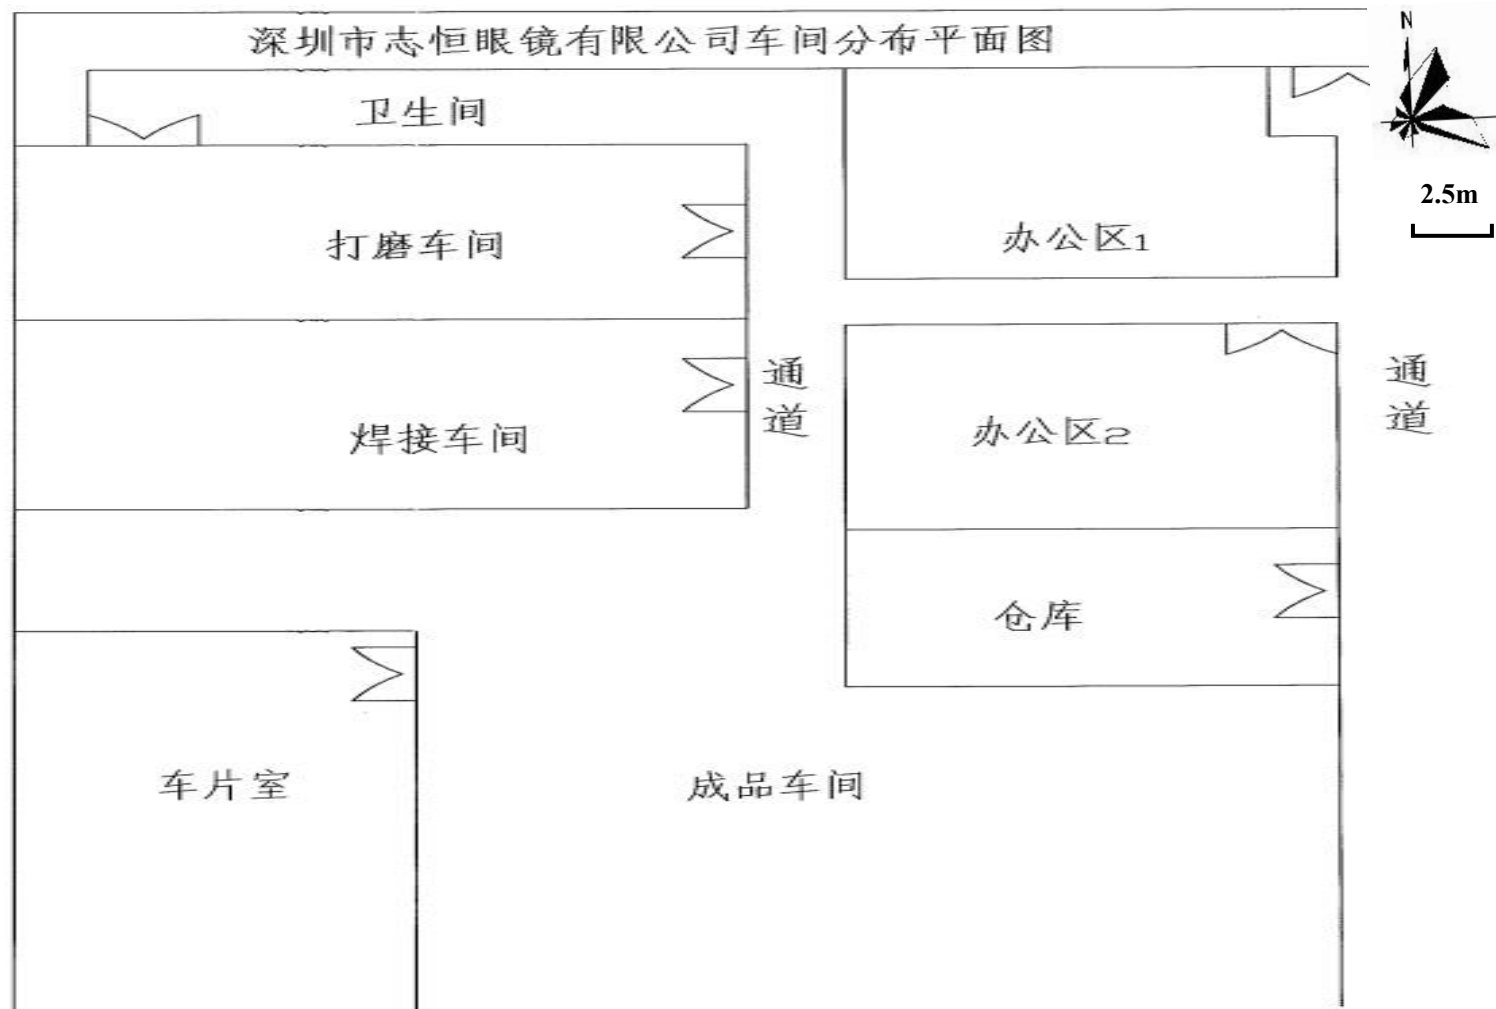 深圳市志恒眼镜有限公司车间分布平面图
N
卫生间
2.5m
打磨车间
办公区1
通道
通道
焊接车间
办公区2
仓库
车片室
成品车间